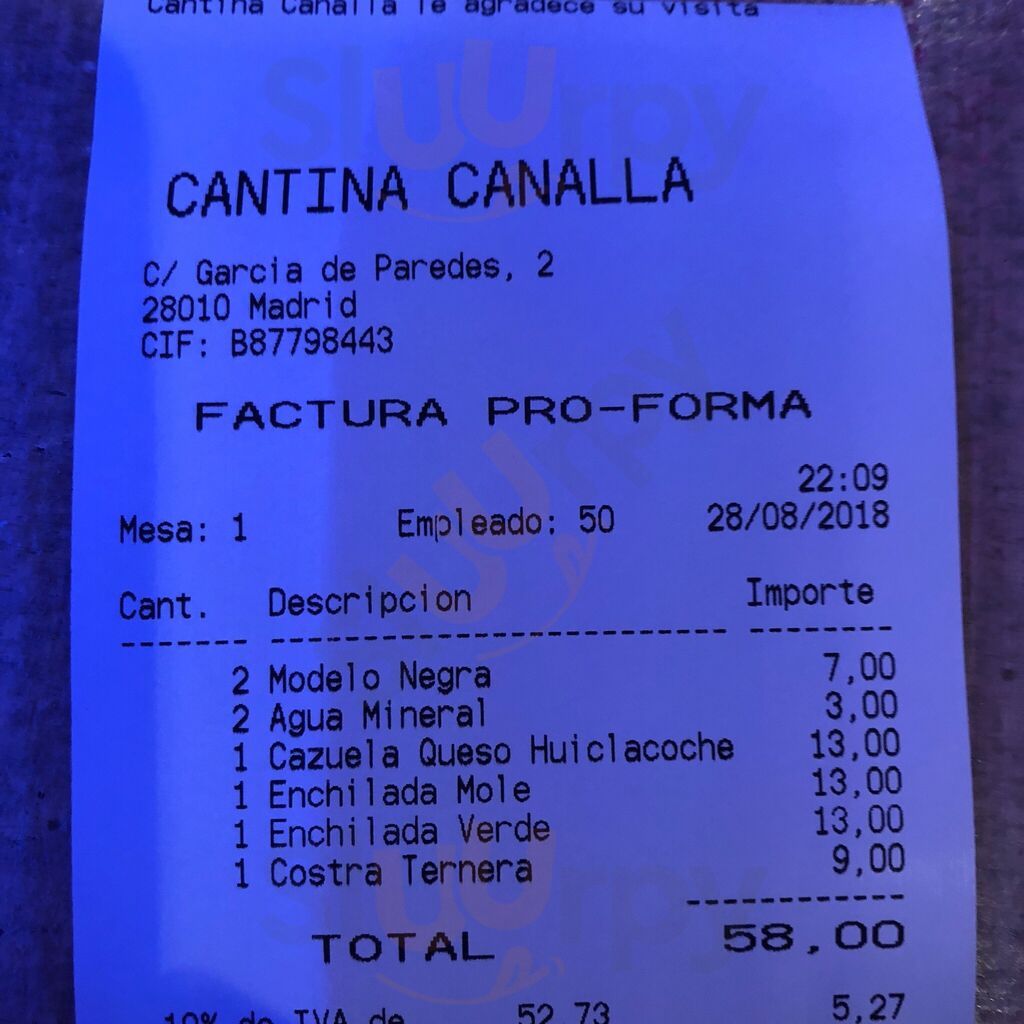 Cantina Canalla le agradece su visita
CANTINA CANALLA
C/ Garcia de Paredes, 2
28010 Madrid
CIF: B87798443
FACTURA PRO-FORMA
22:09
Mesa: 1 Empleado: 50 28/08/2018
Cant. Descripcion Importe
2 Modelo Negra 7,00
2 Agua Mineral 3,00
1 Cazuela Queso Huiclacoche 13,00
1 Enchilada Mole 13,00
1 Enchilada Verde 13,00
1 Costra Ternera 9,00
TOTAL 58,00
10% de IVA de 52,73 5,27
Sluurpy
Sluurpy
Sluurpy